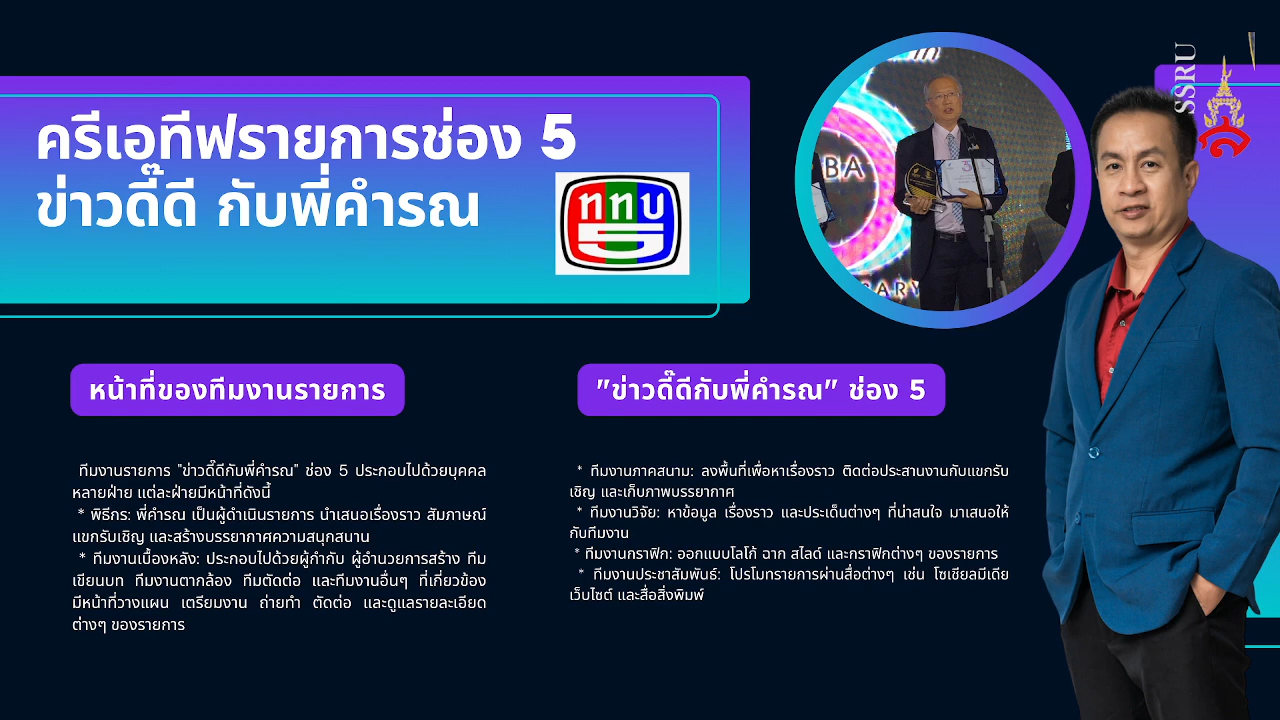 ครีเอทีฟรายการช่อง 5
ข่าวดี๊ดี กับพี่คำรณ
ททบ
5
SSRU
BA
หน้าที่ของทีมงานรายการ
ทีมงานรายการ "ข่าวดี๊ดีกับพี่คำรณ" ช่อง 5 ประกอบไปด้วยบุคคล
หลายฝ่าย แต่ละฝ่ายมีหน้าที่ดังนี้
* พิธีกร: พี่คำรณ เป็นผู้ดำเนินรายการ นำเสนอเรื่องราว สัมภาษณ์
แขกรับเชิญ และสร้างบรรยากาศความสนุกสนาน
* ทีมงานเบื้องหลัง: ประกอบไปด้วยผู้กำกับ ผู้อำนวยการสร้าง ทีม
เขียนบท ทีมงานตากล้อง ทีมตัดต่อ และทีมงานอื่นๆ ที่เกี่ยวข้อง
มีหน้าที่วางแผน เตรียมงาน ถ่ายทำ ตัดต่อ และดูแลรายละเอียด
ต่างๆ ของรายการ
"ข่าวดี๊ดีกับพี่คำรณ" ช่อง 5
* ทีมงานภาคสนาม: ลงพื้นที่เพื่อหาเรื่องราว ติดต่อประสานงานกับแขกรับ
เชิญ และเก็บภาพบรรยากาศ
* ทีมงานวิจัย: หาข้อมูล เรื่องราว และประเด็นต่างๆ ที่น่าสนใจ มาเสนอให้
กับทีมงาน
* ทีมงานกราฟิก: ออกแบบโลโก้ ฉาก สไลด์ และกราฟิกต่างๆ ของรายการ
* ทีมงานประชาสัมพันธ์: โปรโมทรายการผ่านสื่อต่างๆ เช่น โซเชียลมีเดีย
เว็บไซต์ และสื่อสิ่งพิมพ์